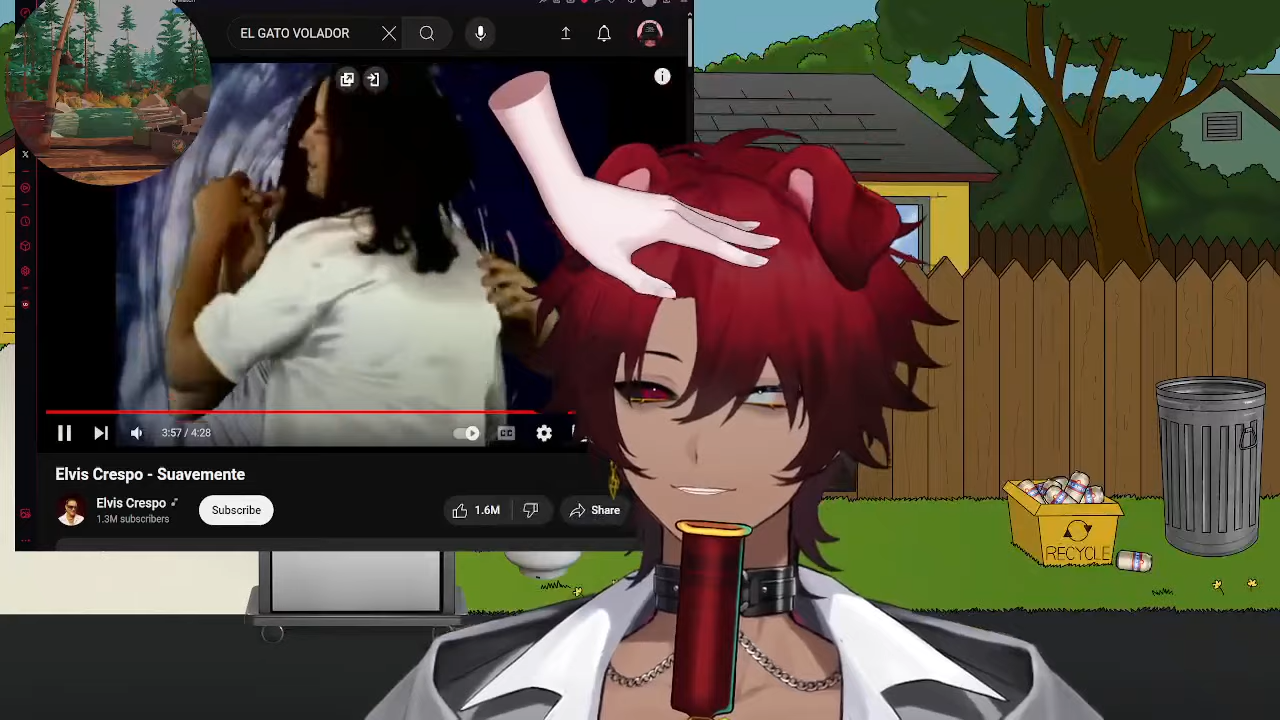 EL GATO VOLADOR
3:57 / 4:28
CC
Elvis Crespo - Suavemente
Elvis Crespo
1.3M subscribers
Subscribe
1.6M
Share
RECYCLE